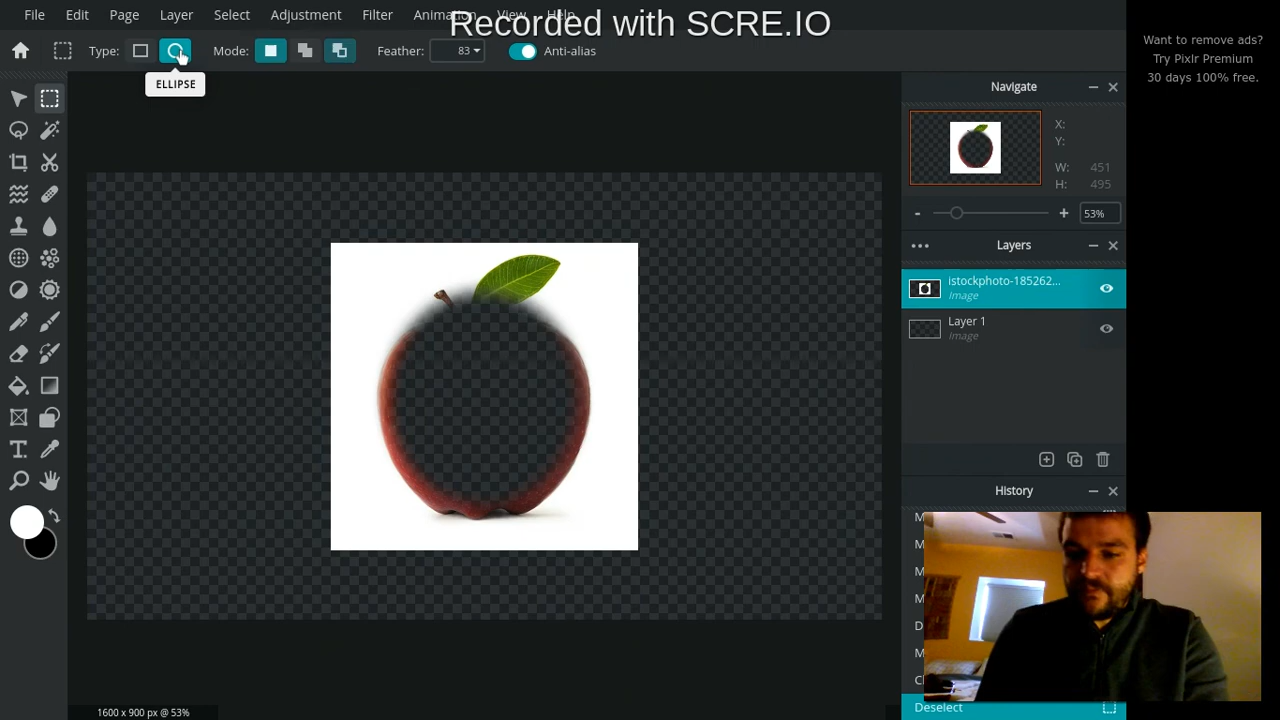 File Edit Page Layer Select Adjustment Filter View Help
Recorded with SCRE.IO
Type: Mode: Feather: 83 Anti-alias
ELLIPSE
Want to remove ads?
Try Pixlr Premium
30 days 100% free.
Navigate
X:
Y:
W: 451
H: 495
- + 53%
Layers
istockphoto-185262...
Image
Layer 1
Image
History
M
M
M
M
D
M
Deselect
1600 x 900 px @ 53%